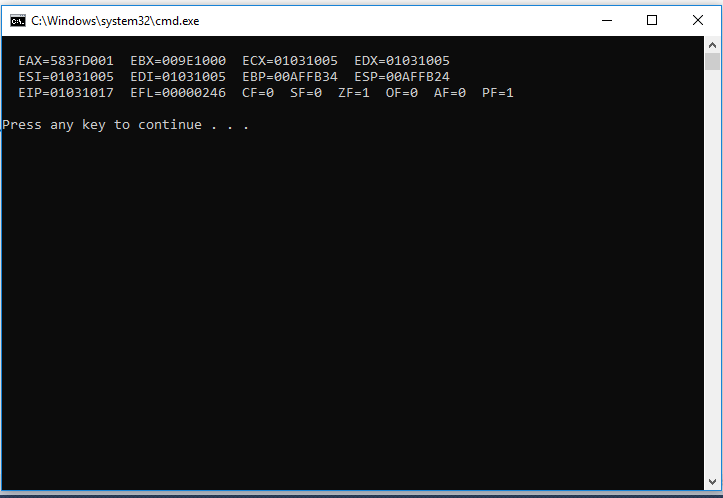 C:\Windows\system32\cmd.exe
EAX=583FD001  EBX=009E1000  ECX=01031005  EDX=01031005
ESI=01031005  EDI=01031005  EBP=00AFFB34  ESP=00AFFB24
EIP=01031017  EFL=00000246  CF=0  SF=0  ZF=1  OF=0  AF=0  PF=1
Press any key to continue . . .